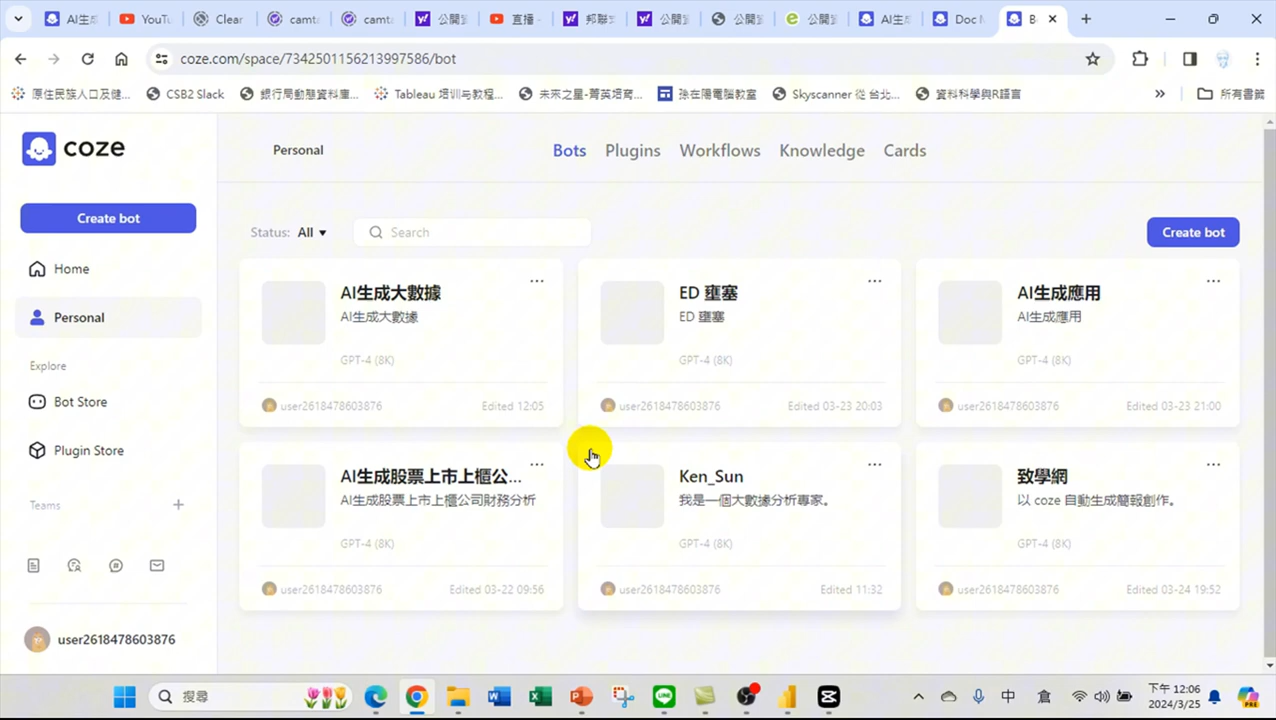 AI生成
YouTu
Clear
camta
camta
公開資
直播 -
邦聯
公開資
公開資
公開資
AI生成
Doc M
B
coze.com/space/7342501156213997586/bot
原住民族人口及健...
CSB2 Slack
銀行局動態資料庫...
Tableau 培训与教程...
未來之星-菁英培育...
孫在陽電腦教室
Skyscanner 從 台北...
資料科學與R語言
所有書籤
coze
Personal
Bots
Plugins
Workflows
Knowledge
Cards
Create bot
Status: All
Search
Create bot
Home
Personal
Explore
Bot Store
Plugin Store
Teams
user2618478603876
AI生成大數據
AI生成大數據
GPT-4 (8K)
user2618478603876
Edited 12:05
ED 壅塞
ED 壅塞
GPT-4 (8K)
user2618478603876
Edited 03-23 20:03
AI生成應用
AI生成應用
GPT-4 (8K)
user2618478603876
Edited 03-23 21:00
AI生成股票上市上櫃公...
AI生成股票上市上櫃公司財務分析
GPT-4 (8K)
user2618478603876
Edited 03-22 09:56
Ken_Sun
我是一個大數據分析專家。
GPT-4 (8K)
user2618478603876
Edited 11:32
致學網
以 coze 自動生成簡報創作。
GPT-4 (8K)
user2618478603876
Edited 03-24 19:52
搜尋
中
下午 12:06
2024/3/25
PRE